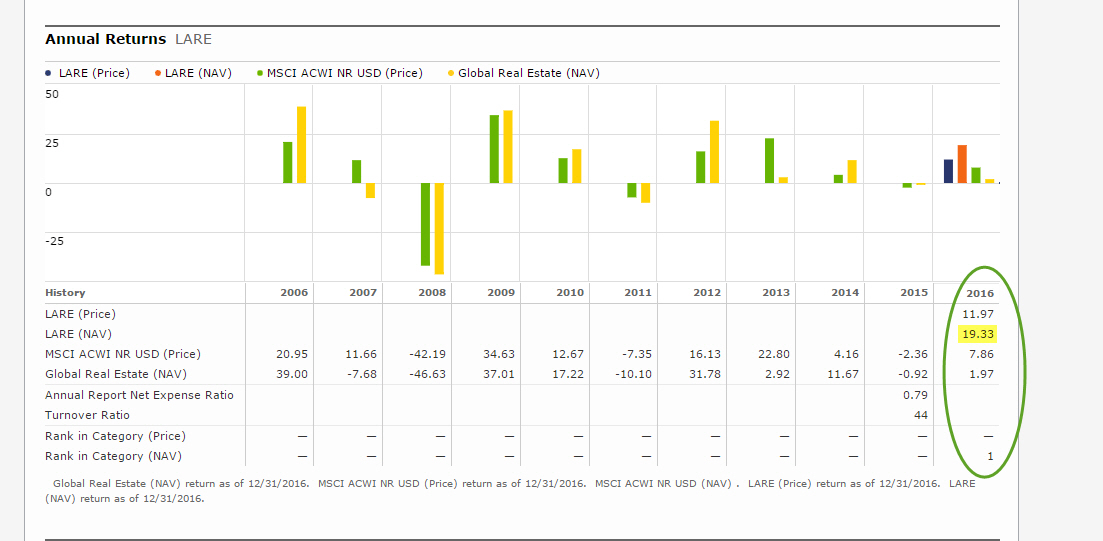 Annual Returns LARE
LARE (Price) LARE (NAV) MSCI ACWI NR USD (Price) Global Real Estate (NAV)
50
25
0
-25
History 2006 2007 2008 2009 2010 2011 2012 2013 2014 2015 2016
LARE (Price) 11.97
LARE (NAV) 19.33
MSCI ACWI NR USD (Price) 20.95 11.66 -42.19 34.63 12.67 -7.35 16.13 22.80 4.16 -2.36 7.86
Global Real Estate (NAV) 39.00 -7.68 -46.63 37.01 17.22 -10.10 31.78 2.92 11.67 -0.92 1.97
Annual Report Net Expense Ratio 0.79
Turnover Ratio 44
Rank in Category (Price) — — — — — — — — — — —
Rank in Category (NAV) — — — — — — — — — — 1
Global Real Estate (NAV) return as of 12/31/2016. MSCI ACWI NR USD (Price) return as of 12/31/2016. MSCI ACWI NR USD (NAV) . LARE (Price) return as of 12/31/2016. LARE
(NAV) return as of 12/31/2016.